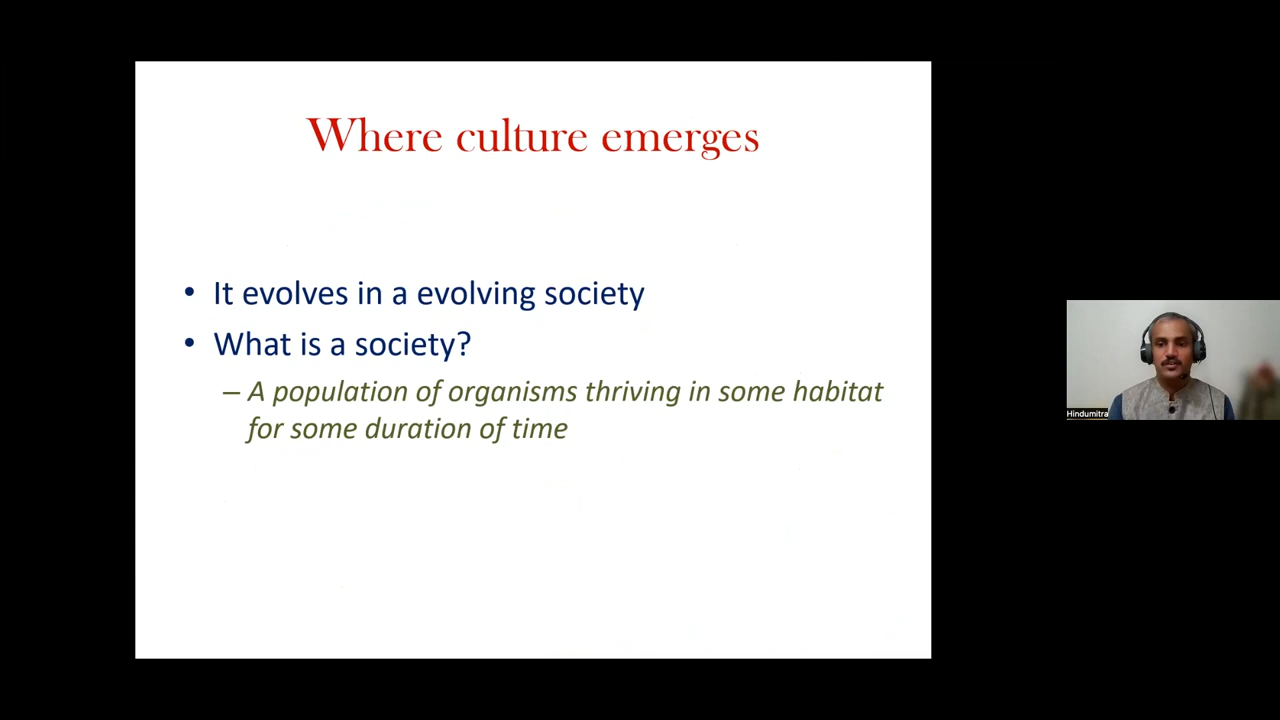 Where culture emerges
• It evolves in a evolving society
• What is a society?
– A population of organisms thriving in some habitat
for some duration of time
Hindumitra